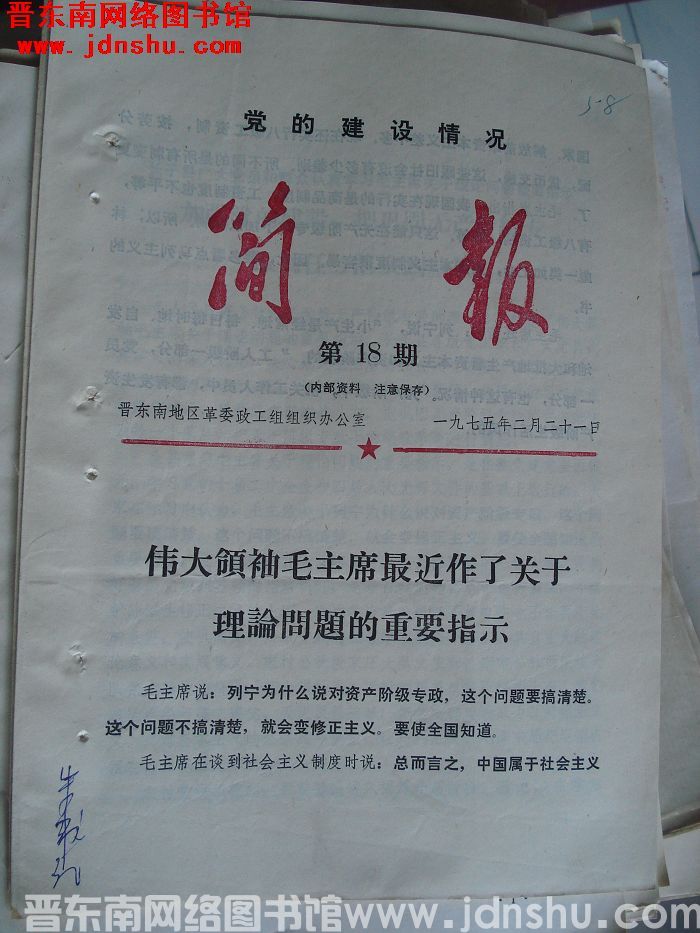 晋东南网络图书馆
www.jdnshu.com
5-8
党的建设情况
简报
第18期
（内部资料 注意保存）
晋东南地区革委政工组组织办公室 一九七五年二月二十一日
伟大領袖毛主席最近作了关于
理論問題的重要指示
毛主席说：列宁为什么说对资产阶级专政，这个问题要搞清楚。
这个问题不搞清楚，就会变修正主义。要使全国知道。
毛主席在谈到社会主义制度时说：总而言之，中国属于社会主义
晋东南网络图书馆www.jdnshu.com